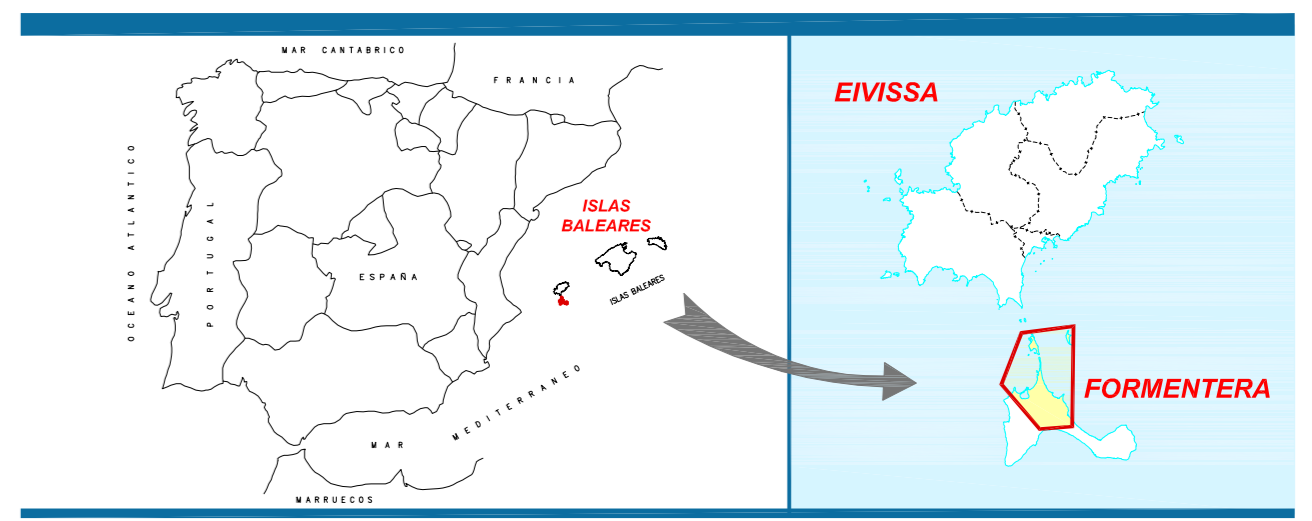 MAR CANTABRICO
FRANCIA
OCEANO ATLANTICO
PORTUGAL
ESPAÑA
ISLAS
BALEARES
ISLAS BALEARES
MAR MEDITERRANEO
MARRUECOS
EIVISSA
FORMENTERA